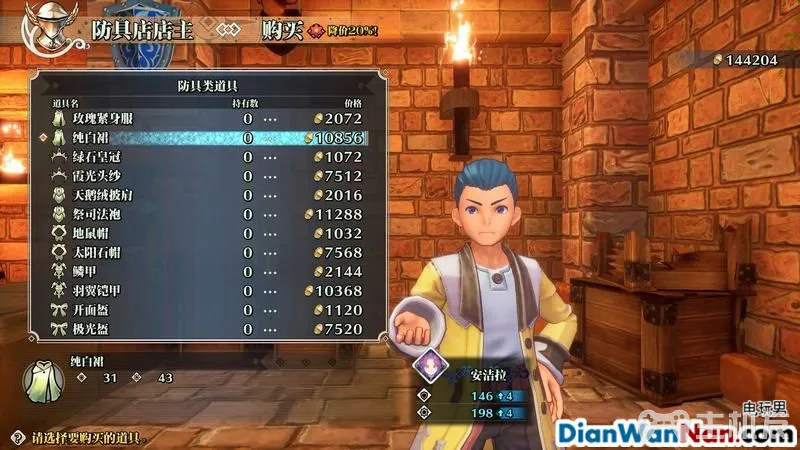 防具店店主 购买 降价20%!
144204
防具类道具
道具名 持有数 价格
玫瑰紧身服 0 ••• 2072
纯白裙 0 ••• 10856
绿石皇冠 0 ••• 1072
霞光头纱 0 ••• 7512
天鹅绒披肩 0 ••• 2016
祭司法袍 0 ••• 11288
地鼠帽 0 ••• 1032
太阳石帽 0 ••• 7568
鳞甲 0 ••• 2144
羽翼铠甲 0 ••• 10368
开面盔 0 ••• 1120
极光盔 0 ••• 7520
纯白裙
31 43
安洁拉
146 4
198 4
请选择要购买的道具。
电玩男
DianWanNan.com